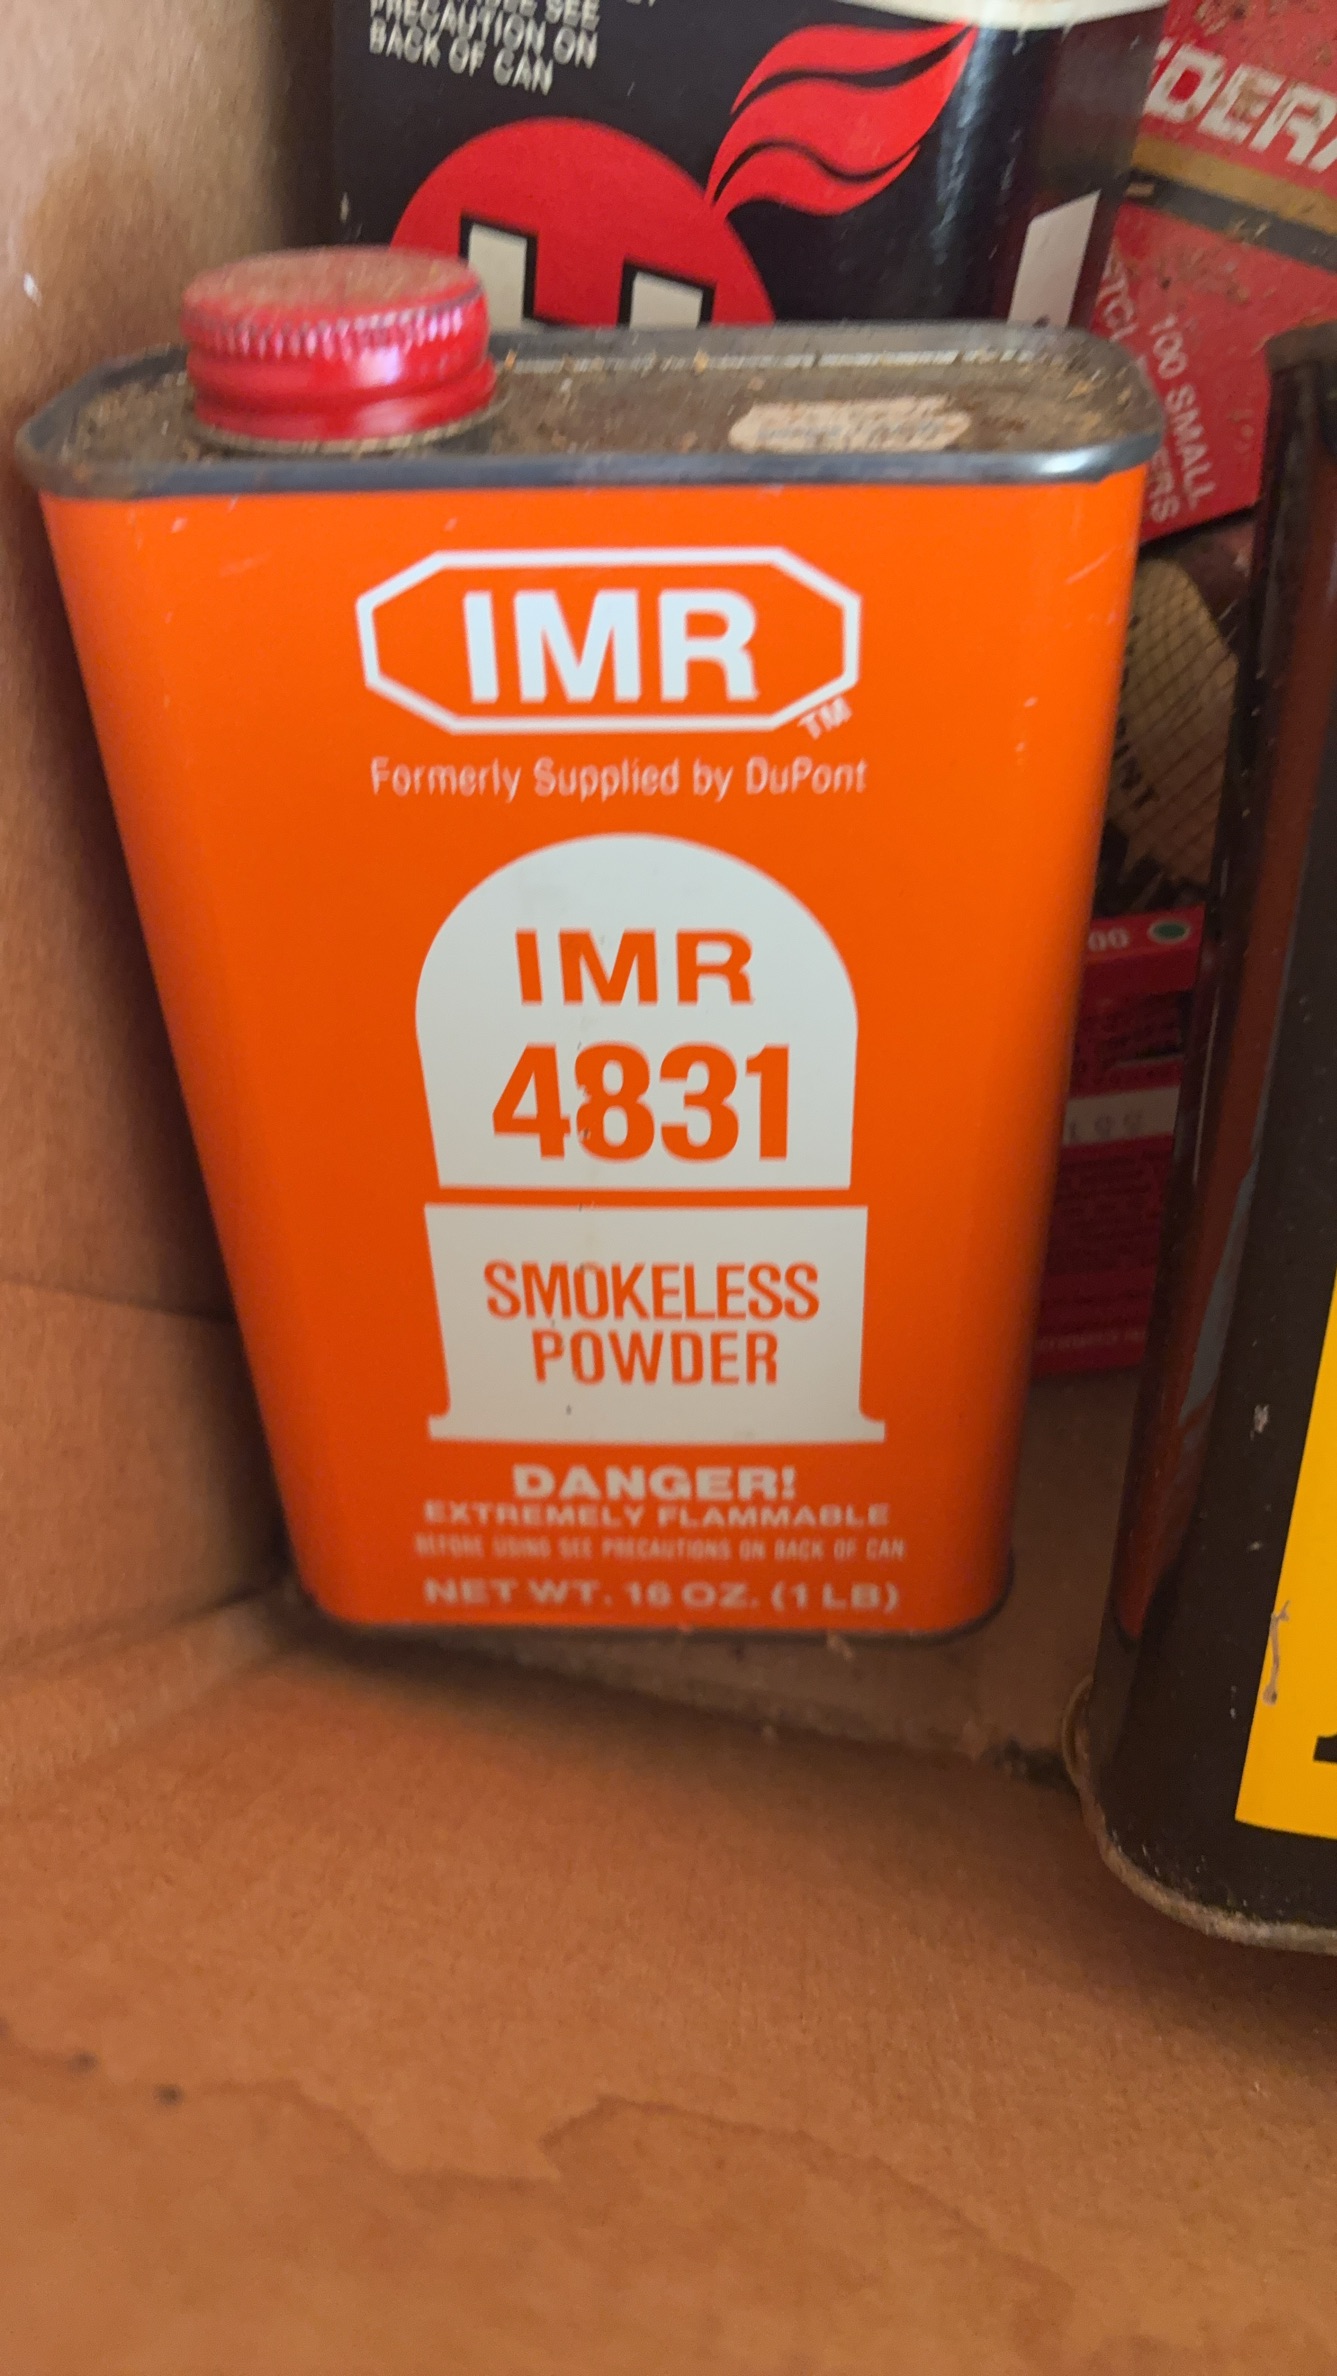 PRECAUTION ON
BACK OF CAN
H
100 SMALL
IMR
TM
Formerly Supplied by DuPont
IMR
4831
SMOKELESS
POWDER
DANGER!
EXTREMELY FLAMMABLE
BEFORE USING SEE PRECAUTIONS ON BACK OF CAN
NET WT. 16 OZ. (1 LB)